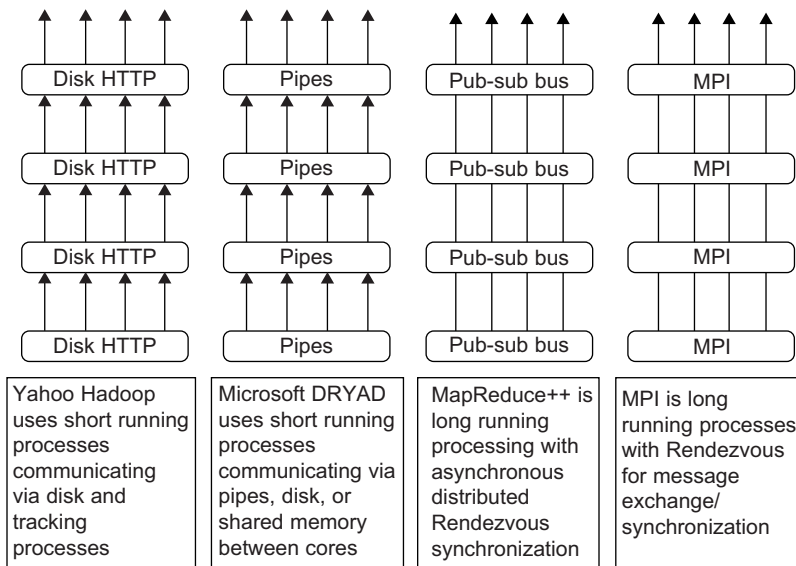 Disk HTTP
Pipes
Pub-sub bus
MPI
Disk HTTP
Pipes
Pub-sub bus
MPI
Disk HTTP
Pipes
Pub-sub bus
MPI
Disk HTTP
Pipes
Pub-sub bus
MPI
Yahoo Hadoop
uses short running
processes
communicating
via disk and
tracking
processes
Microsoft DRYAD
uses short running
processes
communicating via
pipes, disk, or
shared memory
between cores
MapReduce++ is
long running
processing with
asynchronous
distributed
Rendezvous
synchronization
MPI is long
running processes
with Rendezvous
for message
exchange/
synchronization